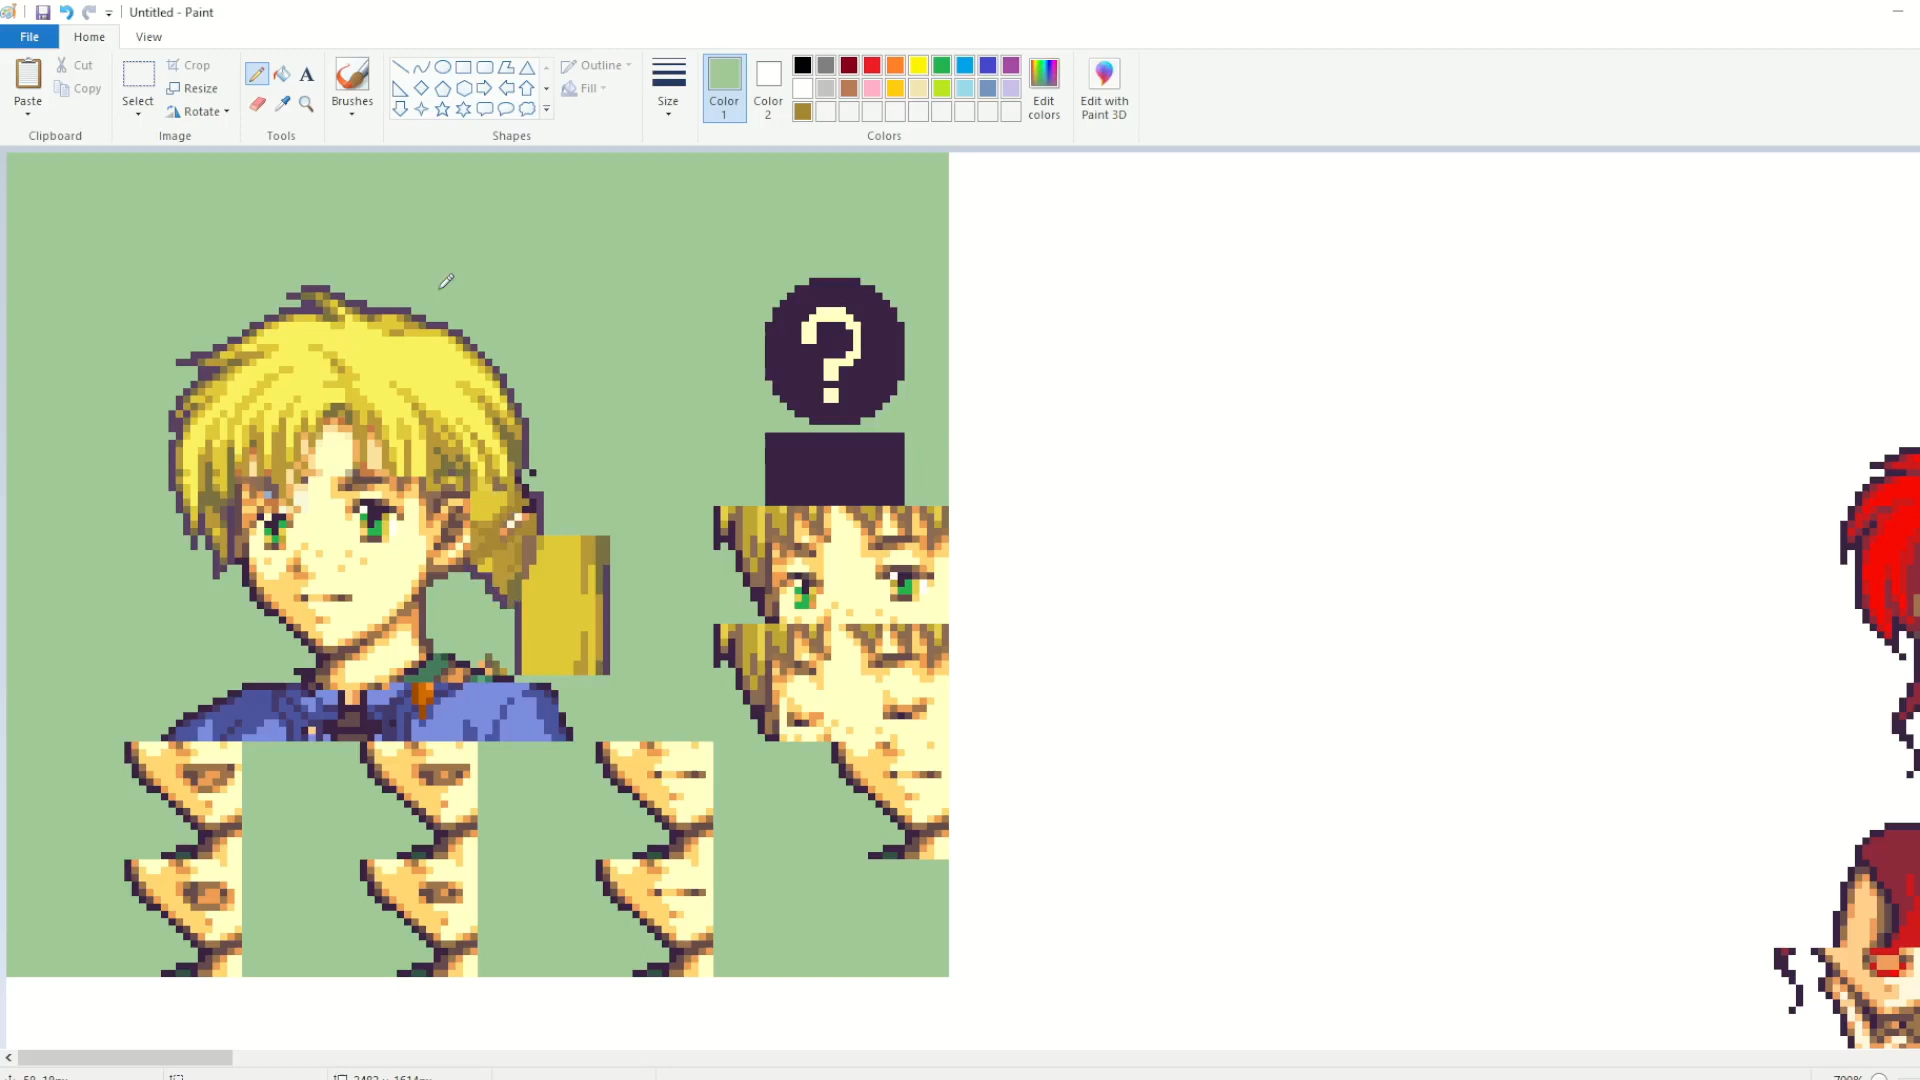 Untitled - Paint
File Home View
Paste
Cut
Copy
Clipboard
Select
Crop
Resize
Rotate
Image
A
Tools
Brushes
Outline
Fill
Shapes
Size
Color
1
Color
2
Edit
colors
Colors
Edit with
Paint 3D
?